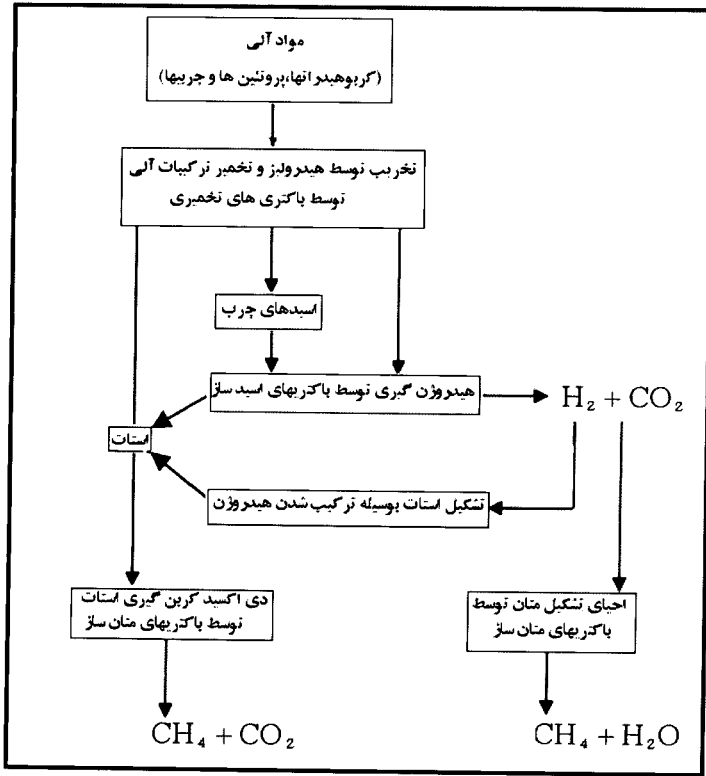 مواد آلی
(کربوهیدراتها،پروتئین ها و چربیها)
تخریب توسط هیدرولیز و تخمیر ترکیبات آلی
توسط باکتری های تخمیری
اسیدهای چرب
هیدروژن گیری توسط باکتریهای اسید ساز
H₂ + CO₂
استات
تشکیل استات بوسیله ترکیب شدن هیدروژن
دی اکسید کربن گیری استات
توسط باکتریهای متان ساز
احیای تشکیل متان توسط
باکتریهای متان ساز
CH₄ + CO₂
CH₄ + H₂O